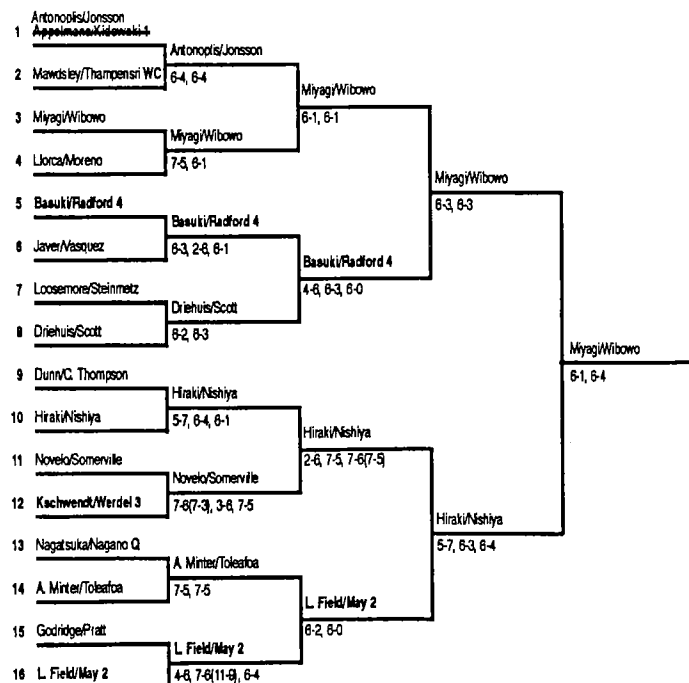 Antonoplis/Jonsson
1 Appelmans/Kidowaki 1
Antonoplis/Jonsson
2 Mawdsley/Thampensri WC
6-4, 6-4
Miyagi/Wibowo
6-1, 6-1
3 Miyagi/Wibowo
Miyagi/Wibowo
4 Llorca/Moreno
7-5, 6-1
Miyagi/Wibowo
6-3, 6-3
5 Basuki/Radford 4
Basuki/Radford 4
6 Javer/Vasquez
6-3, 2-6, 6-1
Basuki/Radford 4
4-6, 6-3, 6-0
7 Loosemore/Steinmetz
Driehuis/Scott
8 Driehuis/Scott
6-2, 6-3
Miyagi/Wibowo
6-1, 6-4
9 Dunn/C. Thompson
Hiraki/Nishiya
10 Hiraki/Nishiya
5-7, 6-4, 6-1
Hiraki/Nishiya
2-6, 7-5, 7-6(7-5)
11 Novelo/Somerville
Novelo/Somerville
12 Kschwendt/Werdel 3
7-6(7-3), 3-6, 7-5
Hiraki/Nishiya
5-7, 6-3, 6-4
13 Nagatsuka/Nagano Q
A. Minter/Toleafoa
14 A. Minter/Toleafoa
7-5, 7-5
L. Field/May 2
6-2, 6-0
15 Godridge/Pratt
L. Field/May 2
16 L. Field/May 2
4-6, 7-6(11-9), 6-4